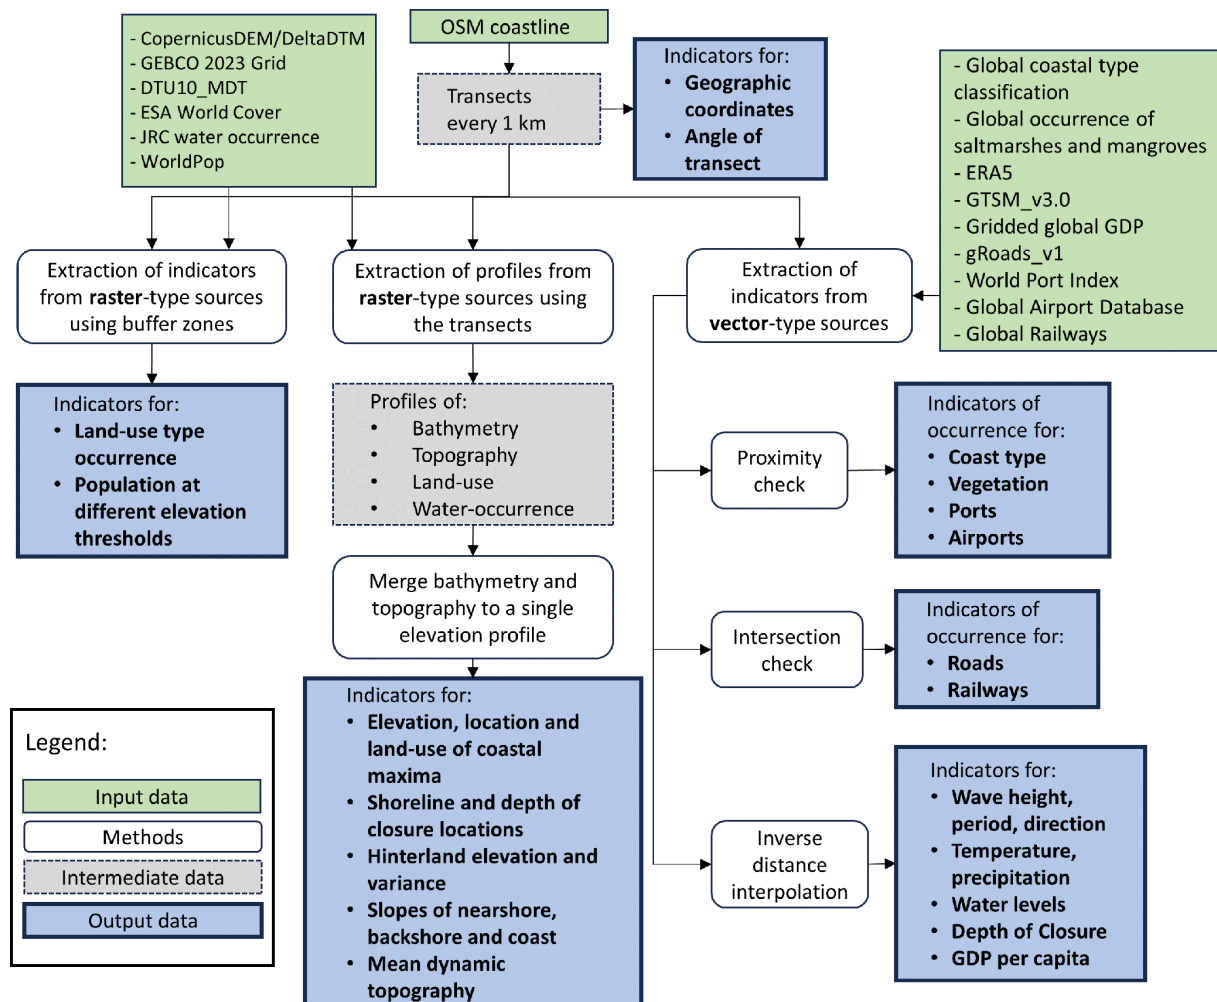 - CopernicusDEM/DeltaDTM
- GEBCO 2023 Grid
- DTU10_MDT
- ESA World Cover
- JRC water occurrence
- WorldPop
OSM coastline
Transects
every 1 km
Indicators for:
• Geographic
coordinates
• Angle of
transect
- Global coastal type
classification
- Global occurrence of
saltmarshes and mangroves
- ERA5
- GTSM_v3.0
- Gridded global GDP
- gRoads_v1
- World Port Index
- Global Airport Database
- Global Railways
Extraction of indicators
from raster-type sources
using buffer zones
Extraction of profiles from
raster-type sources using
the transects
Extraction of
indicators from
vector-type sources
Indicators for:
• Land-use type
occurrence
• Population at
different elevation
thresholds
Profiles of:
• Bathymetry
• Topography
• Land-use
• Water-occurrence
Merge bathymetry and
topography to a single
elevation profile
Indicators for:
• Elevation, location and
land-use of coastal
maxima
• Shoreline and depth of
closure locations
• Hinterland elevation and
variance
• Slopes of nearshore,
backshore and coast
• Mean dynamic
topography
Proximity
check
Indicators of
occurrence for:
• Coast type
• Vegetation
• Ports
• Airports
Intersection
check
Indicators of
occurrence for:
• Roads
• Railways
Inverse
distance
interpolation
Indicators for:
• Wave height,
period, direction
• Temperature,
precipitation
• Water levels
• Depth of Closure
• GDP per capita
Legend:
Input data
Methods
Intermediate data
Output data